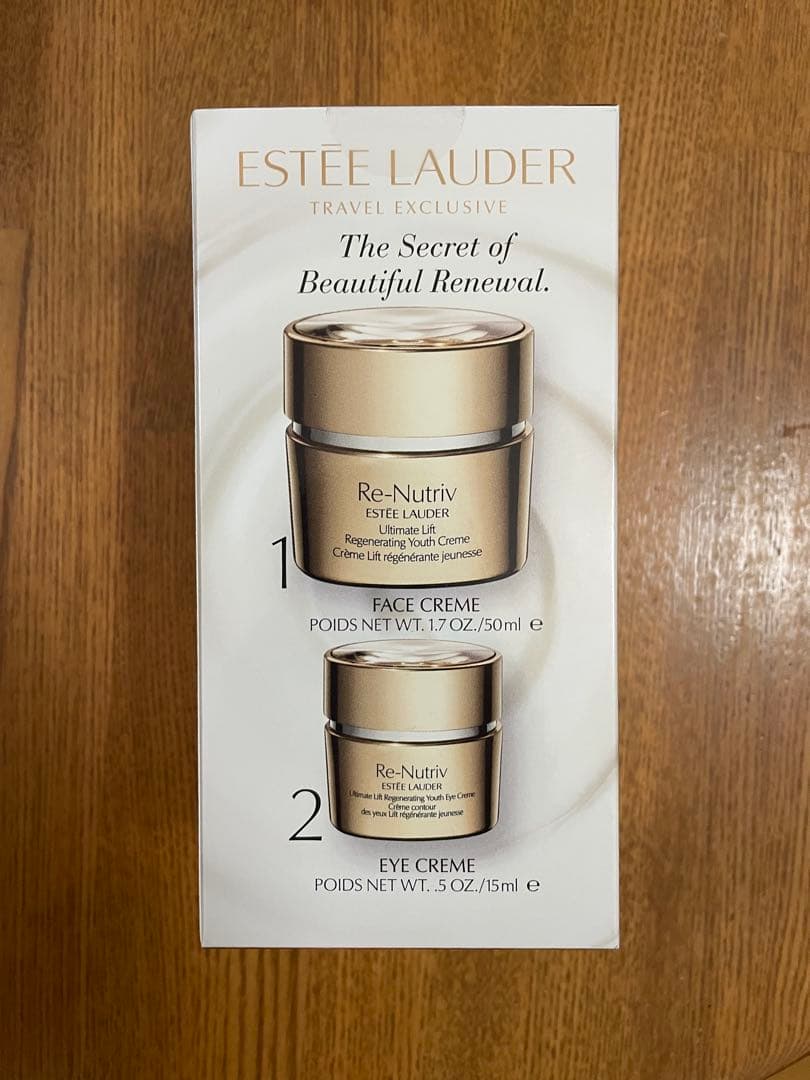 ESTĒE LAUDER
TRAVEL EXCLUSIVE
The Secret of
Beautiful Renewal.
Re-Nutriv
ESTĒE LAUDER
Ultimate Lift
Regenerating Youth Creme
Crème Lift régénérante jeunesse
1
FACE CREME
POIDS NET WT. 1.7 OZ./50ml e
Re-Nutriv
ESTĒE LAUDER
Ultimate Lift Regenerating Youth Eye Creme
Crème contour
des yeux Lift régénérante jeunesse
2
EYE CREME
POIDS NET WT. .5 OZ./15ml e